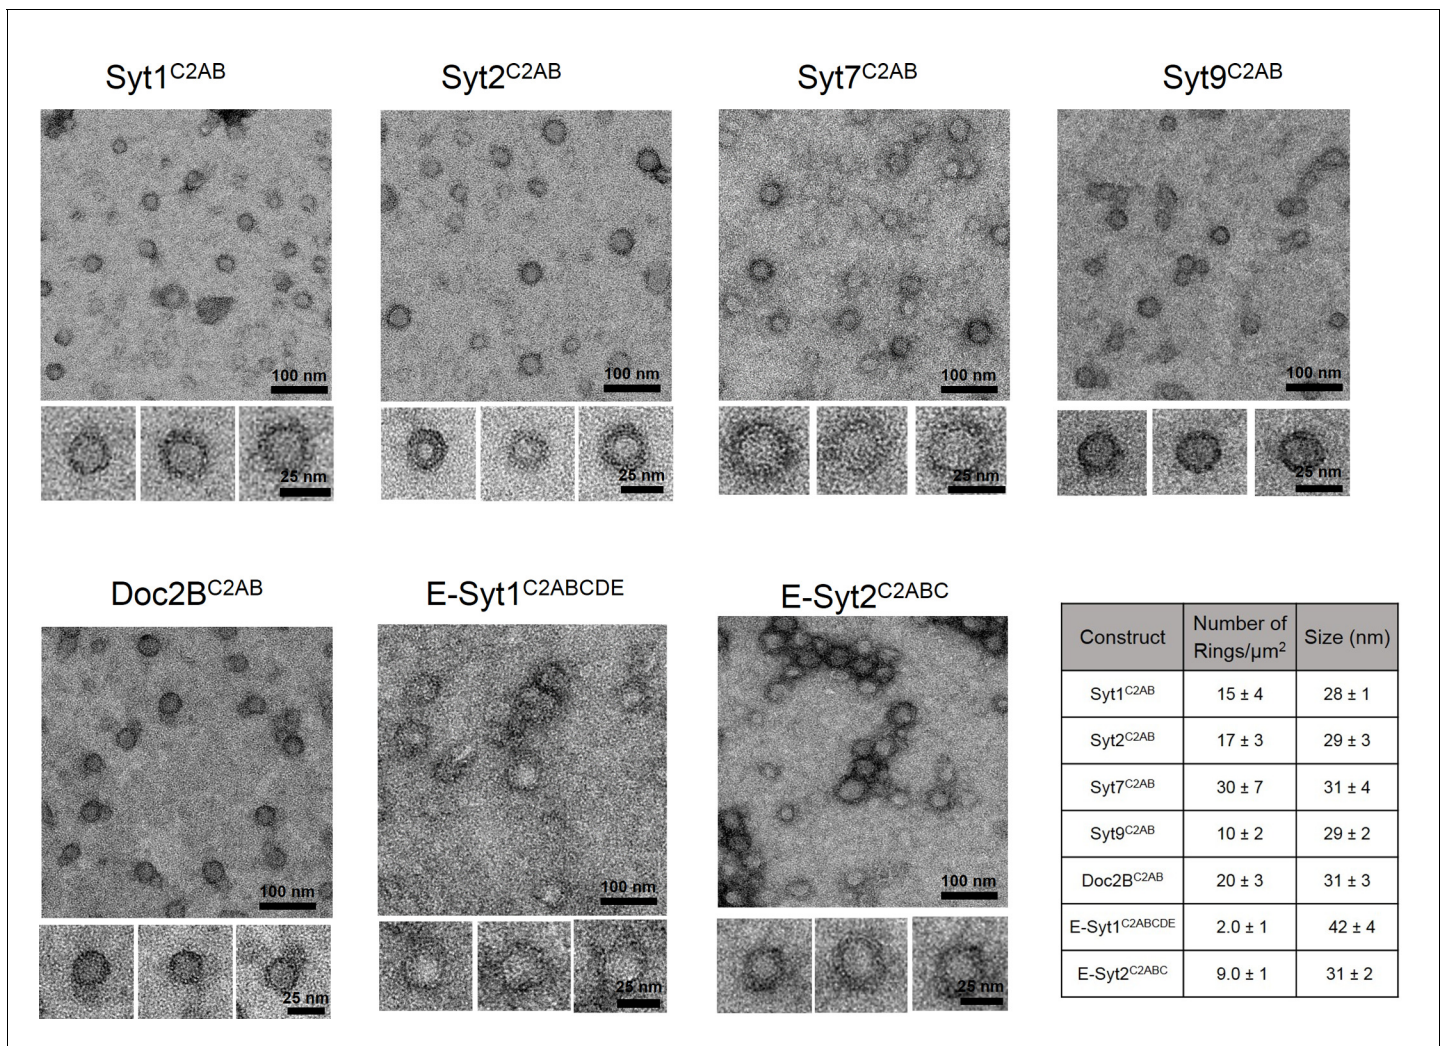 Syt1C2AB
Syt2C2AB
Syt7C2AB
Syt9C2AB
100 nm
100 nm
100 nm
100 nm
25 nm
25 nm
25 nm
25 nm
Doc2BC2AB
E-Syt1C2ABCDE
E-Syt2C2ABC
100 nm
100 nm
100 nm
25 nm
25 nm
25 nm
Construct
Number of
Rings/µm2
Size (nm)
Syt1C2AB 15 ± 4 28 ± 1
Syt2C2AB 17 ± 3 29 ± 3
Syt7C2AB 30 ± 7 31 ± 4
Syt9C2AB 10 ± 2 29 ± 2
Doc2BC2AB 20 ± 3 31 ± 3
E-Syt1C2ABCDE 2.0 ± 1 42 ± 4
E-Syt2C2ABC 9.0 ± 1 31 ± 2